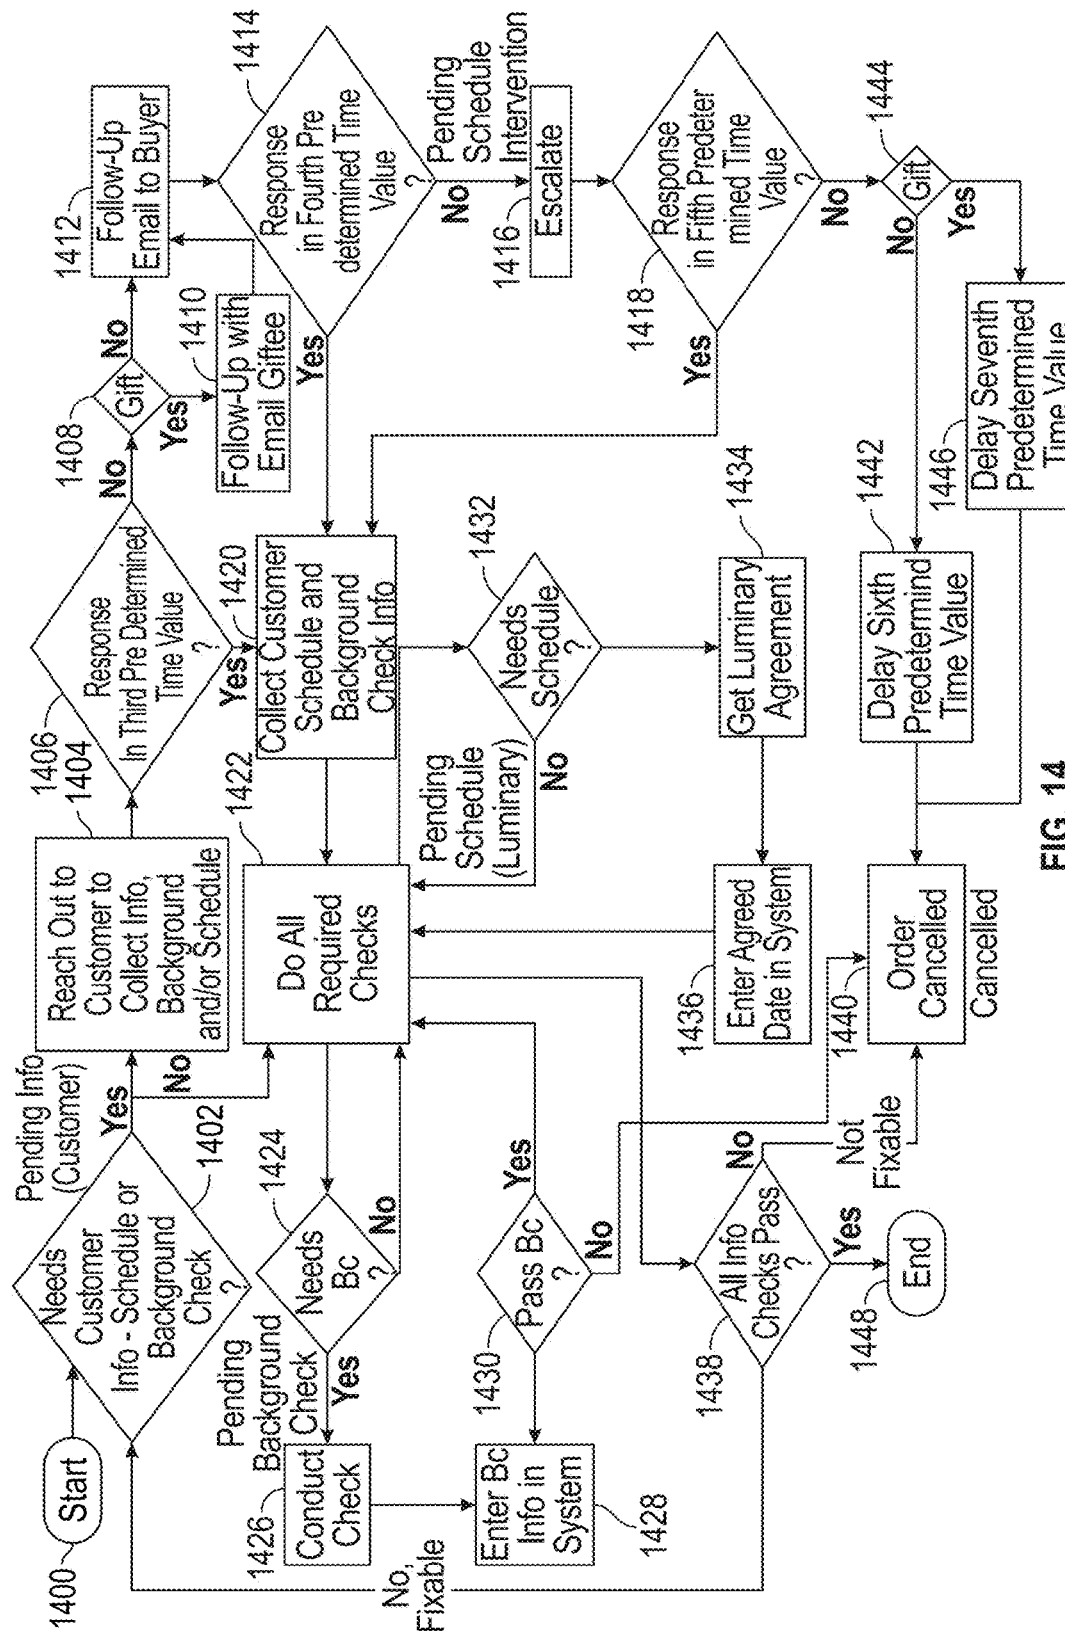 1400
Start
Needs
Customer
Info - Schedule or
Background
Check
?
1402
Pending Info
(Customer)
Yes
No
Reach Out to
Customer to
Collect Info,
Background
and/or Schedule
1404
1406
Response
In Third Pre Determined
Time Value
?
No
Yes
1408
Gift
No
Yes
1412
Follow-Up
Email to Buyer
1410
Follow-Up with
Email Giftee
1414
Response
in Fourth Pre
determined Time
Value
?
Yes
No
Pending
Schedule
Intervention
1416
Escalate
1418
Response
in Fifth Predeter
mined Time
Value
?
Yes
No
1444
Gift
No
Yes
1420
Collect Customer
Schedule and
Background
Check Info
1422
Do All
Required
Checks
1424
Needs
Bc
?
No
Yes
Pending
Background
Check
1426
Conduct
Check
1428
Enter Bc
Info in
System
1430
Pass Bc
?
Yes
No
1432
Needs
Schedule
?
Pending
Schedule
(Luminary)
No
1434
Get Luminary
Agreement
1436
Enter Agreed
Date in System
1438
All Info
Checks Pass
?
No
Not
Fixable
Yes
No,
Fixable
1448
End
1440
Order
Cancelled
Cancelled
1442
Delay Sixth
Predetermind
Time Value
1446
Delay Seventh
Predetermined
Time Value
FIG. 14